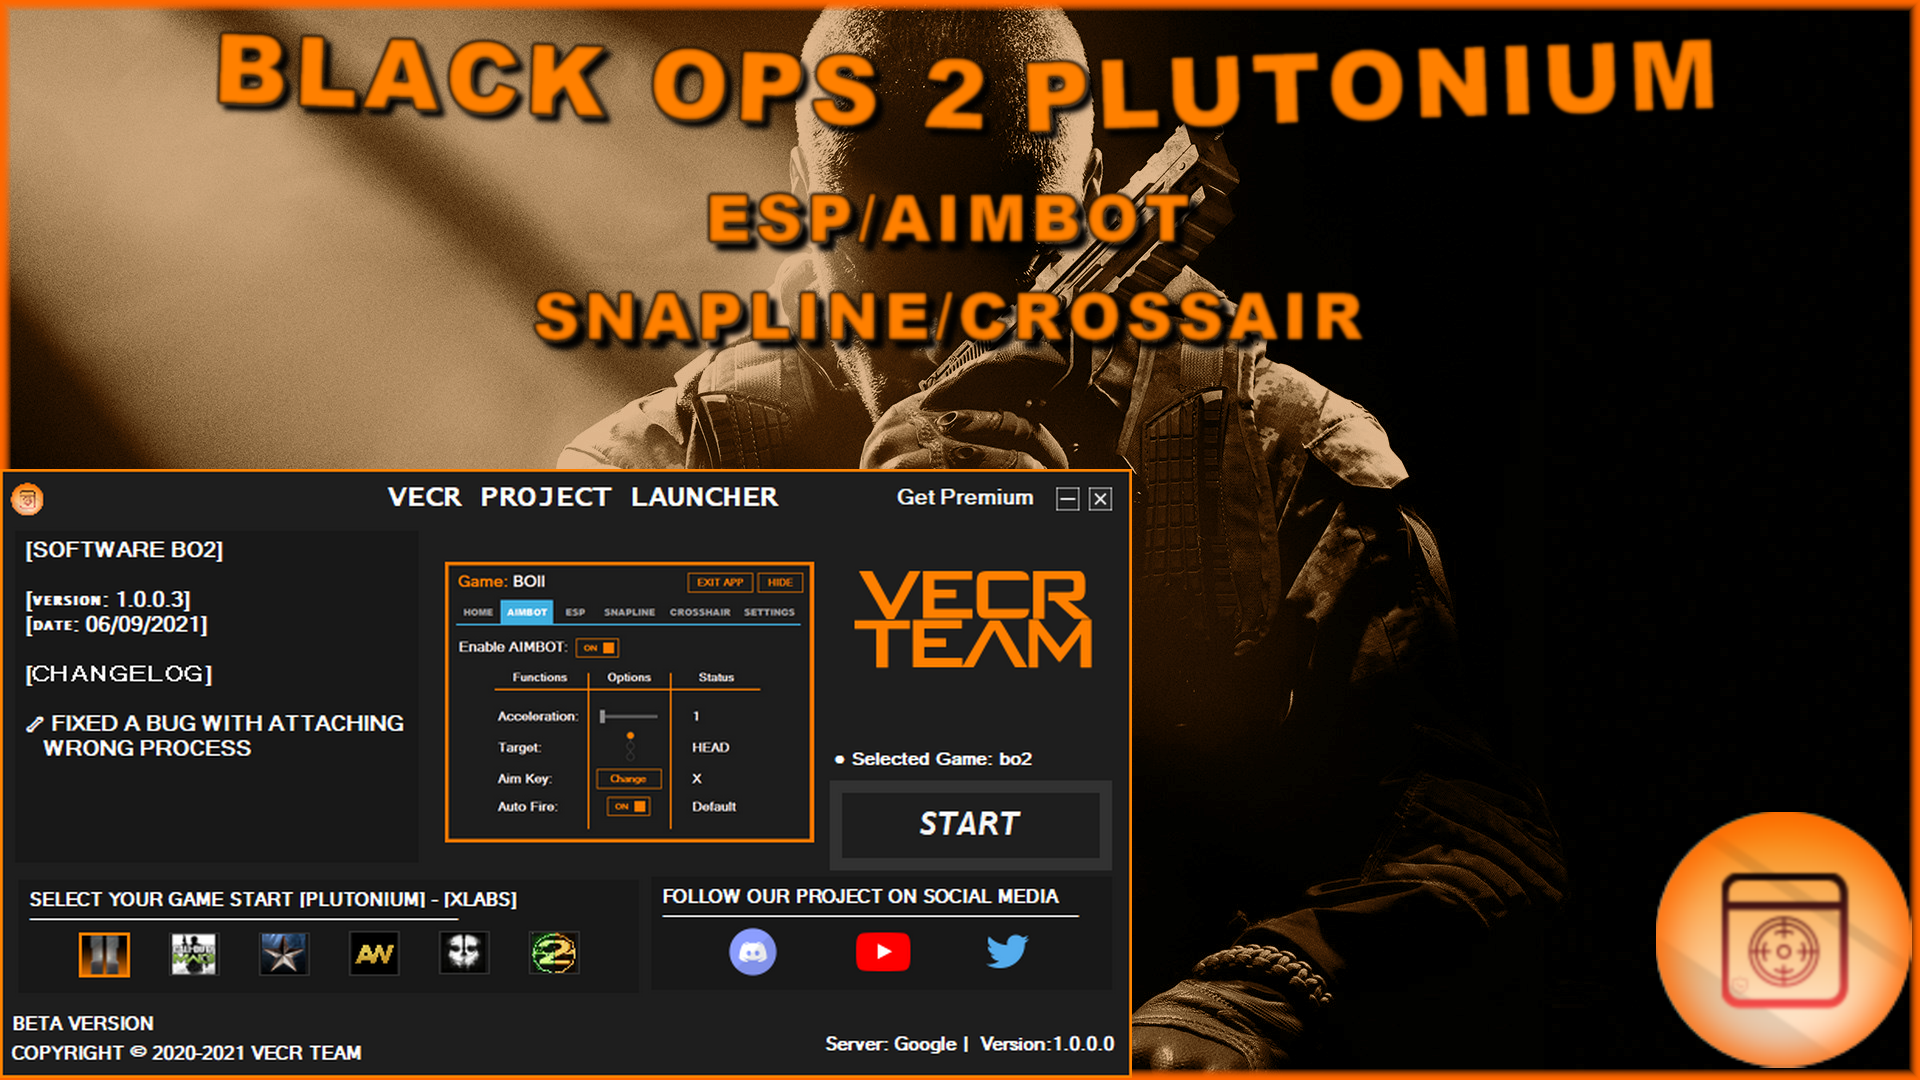 BLACK OPS 2 PLUTONIUM
ESP/AIMBOT
SNAPLINE/CROSSAIR
VECR PROJECT LAUNCHER
Get Premium
[SOFTWARE BO2]
[VERSION: 1.0.0.3]
[DATE: 06/09/2021]
[CHANGELOG]
FIXED A BUG WITH ATTACHING
WRONG PROCESS
Game: BOII
EXIT APP
HIDE
HOME AIMBOT ESP SNAPLINE CROSSHAIR SETTINGS
Enable AIMBOT: ON
Functions Options Status
Acceleration: 1
Target: HEAD
Aim Key: Change X
Auto Fire: ON Default
VECR
TEAM
• Selected Game: bo2
START
SELECT YOUR GAME START [PLUTONIUM] - [XLABS]
AW
2
FOLLOW OUR PROJECT ON SOCIAL MEDIA
BETA VERSION
COPYRIGHT © 2020-2021 VECR TEAM
Server: Google | Version:1.0.0.0